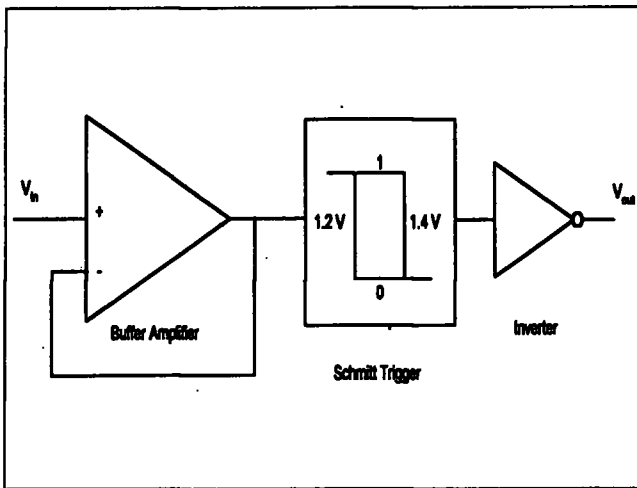 V_in
+
-
Buffer Amplifier
1
1.2 V
1.4 V
0
Schmitt Trigger
Inverter
V_out